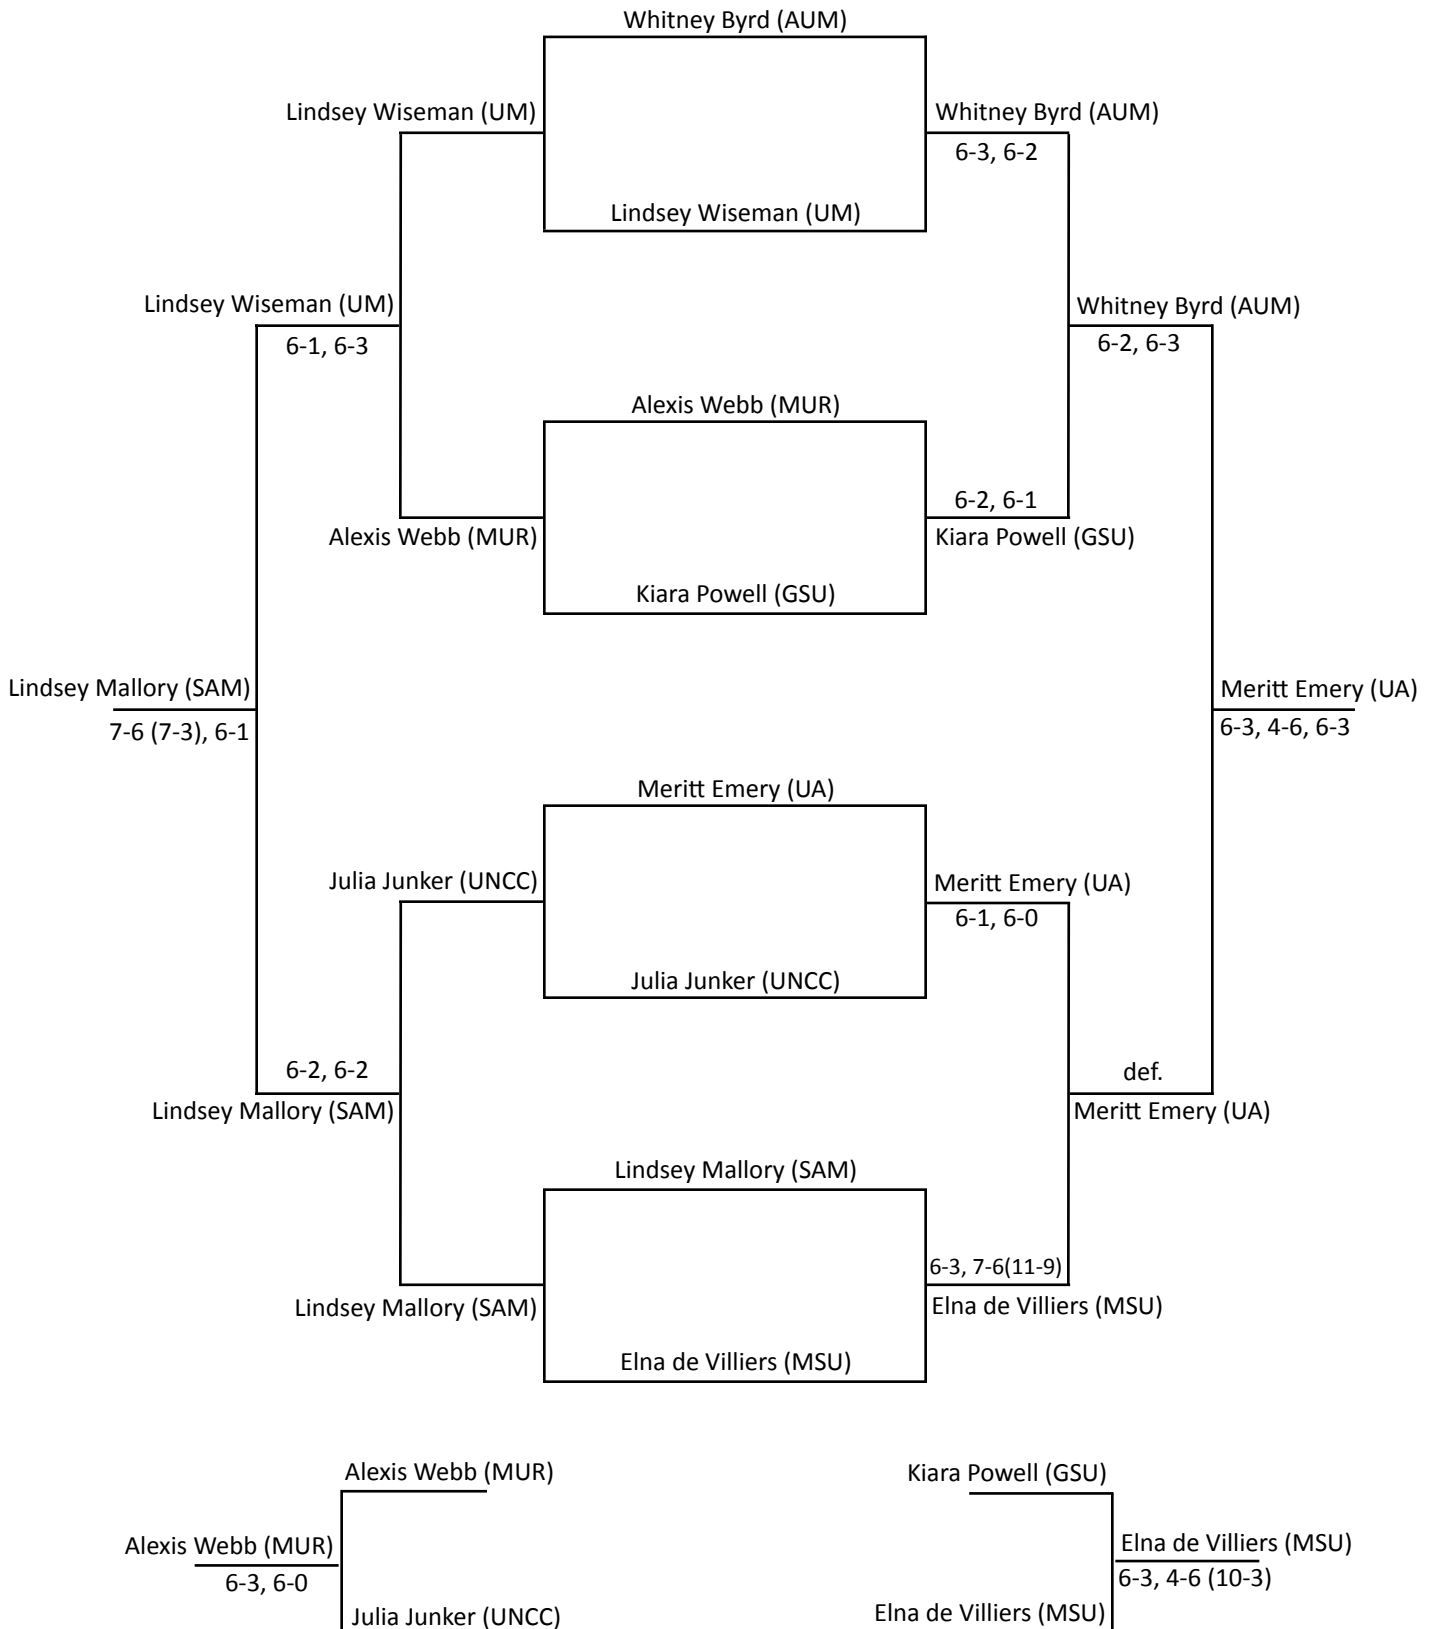 Whitney Byrd (AUM)
Lindsey Wiseman (UM)
Whitney Byrd (AUM)
6-3, 6-2
Lindsey Wiseman (UM)
Lindsey Wiseman (UM)
6-1, 6-3
Whitney Byrd (AUM)
6-2, 6-3
Alexis Webb (MUR)
6-2, 6-1
Alexis Webb (MUR)
Kiara Powell (GSU)
Kiara Powell (GSU)
Lindsey Mallory (SAM)
7-6 (7-3), 6-1
Meritt Emery (UA)
6-3, 4-6, 6-3
Meritt Emery (UA)
Julia Junker (UNCC)
Meritt Emery (UA)
6-1, 6-0
Julia Junker (UNCC)
6-2, 6-2
Lindsey Mallory (SAM)
def.
Meritt Emery (UA)
Lindsey Mallory (SAM)
6-3, 7-6(11-9)
Lindsey Mallory (SAM)
Elna de Villiers (MSU)
Elna de Villiers (MSU)
Alexis Webb (MUR)
Alexis Webb (MUR)
6-3, 6-0
Julia Junker (UNCC)
Kiara Powell (GSU)
Elna de Villiers (MSU)
6-3, 4-6 (10-3)
Elna de Villiers (MSU)